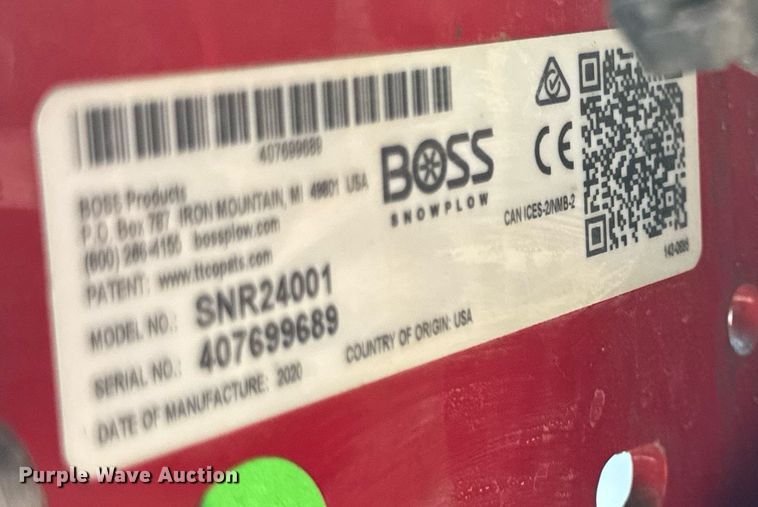 407699689
BOSS Products
P.O. Box 787 IRON MOUNTAIN, MI 49801 USA
(800) 286-4155 bossplow.com
PATENT: www.ttcopats.com
MODEL NO.: SNR24001
SERIAL NO.: 407699689
DATE OF MANUFACTURE: 2020
COUNTRY OF ORIGIN: USA
BOSS
SNOWPLOW
CE
CAN ICES-2/NMB-2
Purple Wave Auction